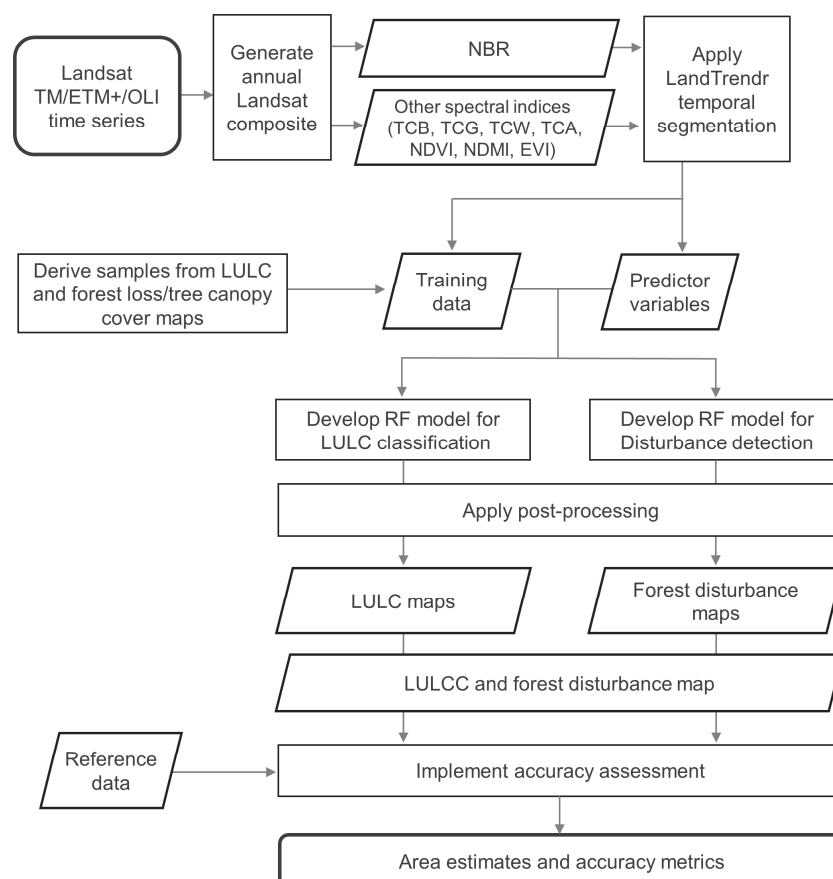 Landsat
TM/ETM+/OLI
time series
Generate
annual
Landsat
composite
NBR
Other spectral indices
(TCB, TCG, TCW, TCA,
NDVI, NDMI, EVI)
Apply
LandTrendr
temporal
segmentation
Derive samples from LULC
and forest loss/tree canopy
cover maps
Training
data
Predictor
variables
Develop RF model for
LULC classification
Develop RF model for
Disturbance detection
Apply post-processing
LULC maps
Forest disturbance
maps
LULCC and forest disturbance map
Reference
data
Implement accuracy assessment
Area estimates and accuracy metrics